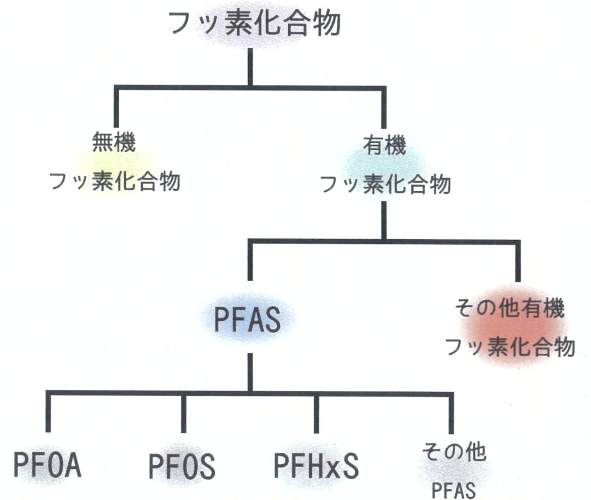 フッ素化合物
無機
フッ素化合物
有機
フッ素化合物
PFAS
その他有機
フッ素化合物
PFOA
PFOS
PFHxS
その他
PFAS